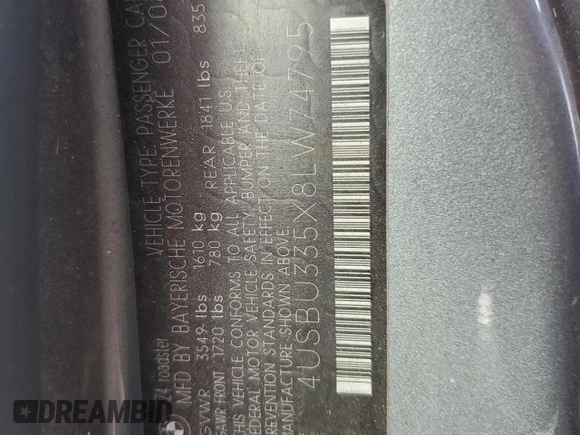 roadster
VEHICLE TYPE: PASSENGER CA
MFD BY BAYERISCHE MOTORENWERKE 01/0
GVWR 3549 lbs 1610 kg
GAWR FRONT 1720 lbs 780 kg REAR 1841 lbs 835
THIS VEHICLE CONFORMS TO ALL APPLICABLE U.S.
FEDERAL MOTOR VEHICLE SAFETY, BUMPER AND THEFT
PREVENTION STANDARDS IN EFFECT ON THE DATE OF
MANUFACTURE SHOWN ABOVE.
4USBU335X8LW74795
DREAMBID